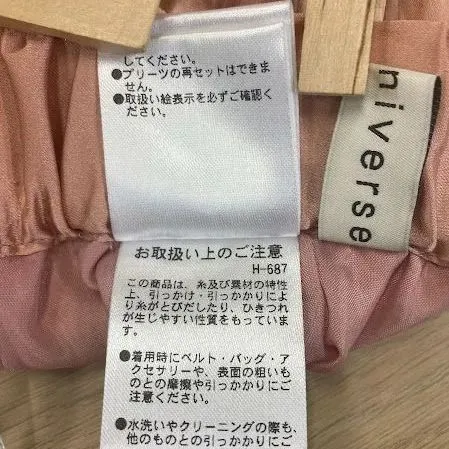 してください。
●プリーツの再セットはできま
せん。
●取扱い絵表示を必ずご確認く
ださい。
niverse
お取扱い上のご注意
H-687
この商品は、糸及び素材の特性
上、引っかけ・引っかかりによ
り糸がとびだしたり、ひきつれ
が生じやすい性質をもっていま
す。
●着用時にベルト・バッグ・ア
クセサリーや、表面の粗いも
のとの摩擦や引っかかりにご
注意ください。
●水洗いやクリーニングの際も、
他のものとの引っかかりにご